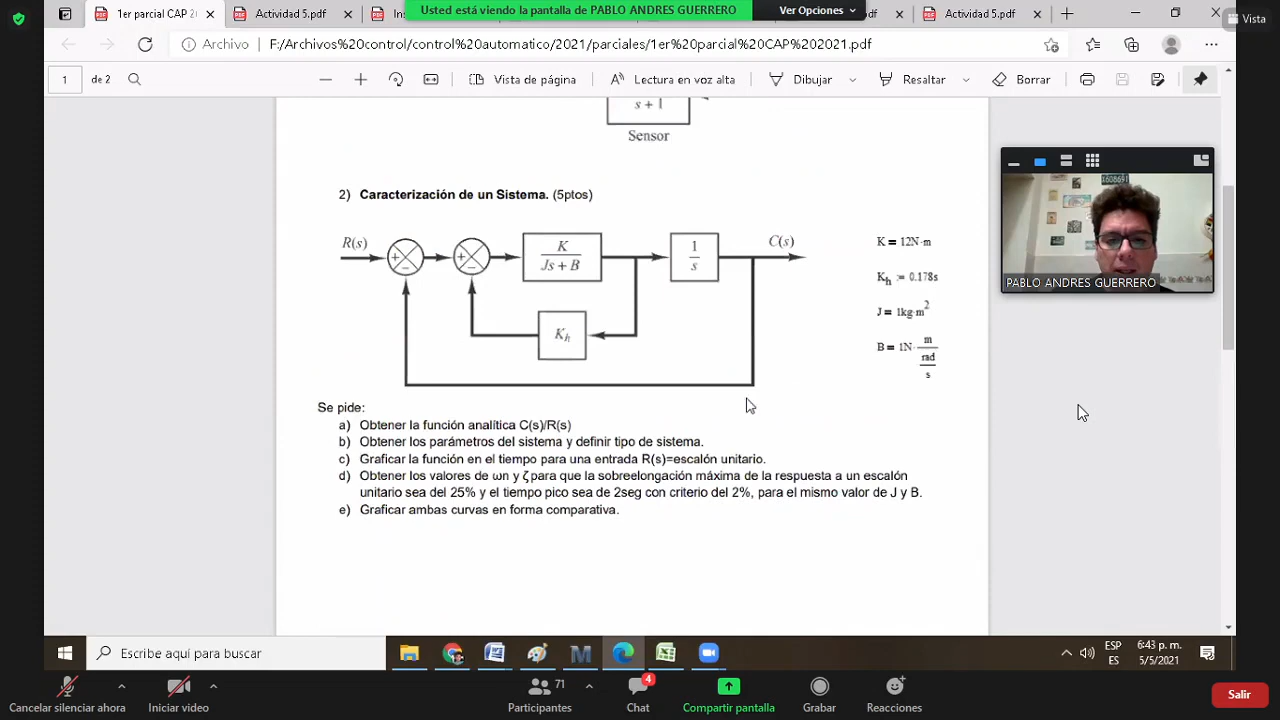 1er parcial CAP 2
Actividad 5.pdf
Usted está viendo la pantalla de PABLO ANDRES GUERRERO
Ver Opciones
Actividad 5.pdf
Vista
Archivo
F:/Archivos%20control/control%20automatico/2021/parciales/1er%20parcial%20CAP%202021.pdf
1
de 2
Vista de página
Lectura en voz alta
Dibujar
Resaltar
Borrar
s + 1
Sensor
2) Caracterización de un Sistema. (5ptos)
R(s)
+
−
+
−
K
Js + B
1
s
C(s)
K_h
K = 12N·m
K_h := 0.178s
J = 1kg·m^2
B = 1N·
m
rad
s
1608691
PABLO ANDRES GUERRERO
Se pide:
a) Obtener la función analítica C(s)/R(s)
b) Obtener los parámetros del sistema y definir tipo de sistema.
c) Graficar la función en el tiempo para una entrada R(s)=escalón unitario.
d) Obtener los valores de ωn y ζ para que la sobreelongación máxima de la respuesta a un escalón
unitario sea del 25% y el tiempo pico sea de 2seg con criterio del 2%, para el mismo valor de J y B.
e) Graficar ambas curvas en forma comparativa.
Escribe aquí para buscar
ESP
ES
6:43 p. m.
5/5/2021
71
4
Cancelar silenciar ahora
Iniciar video
Participantes
Chat
Compartir pantalla
Grabar
Reacciones
Salir